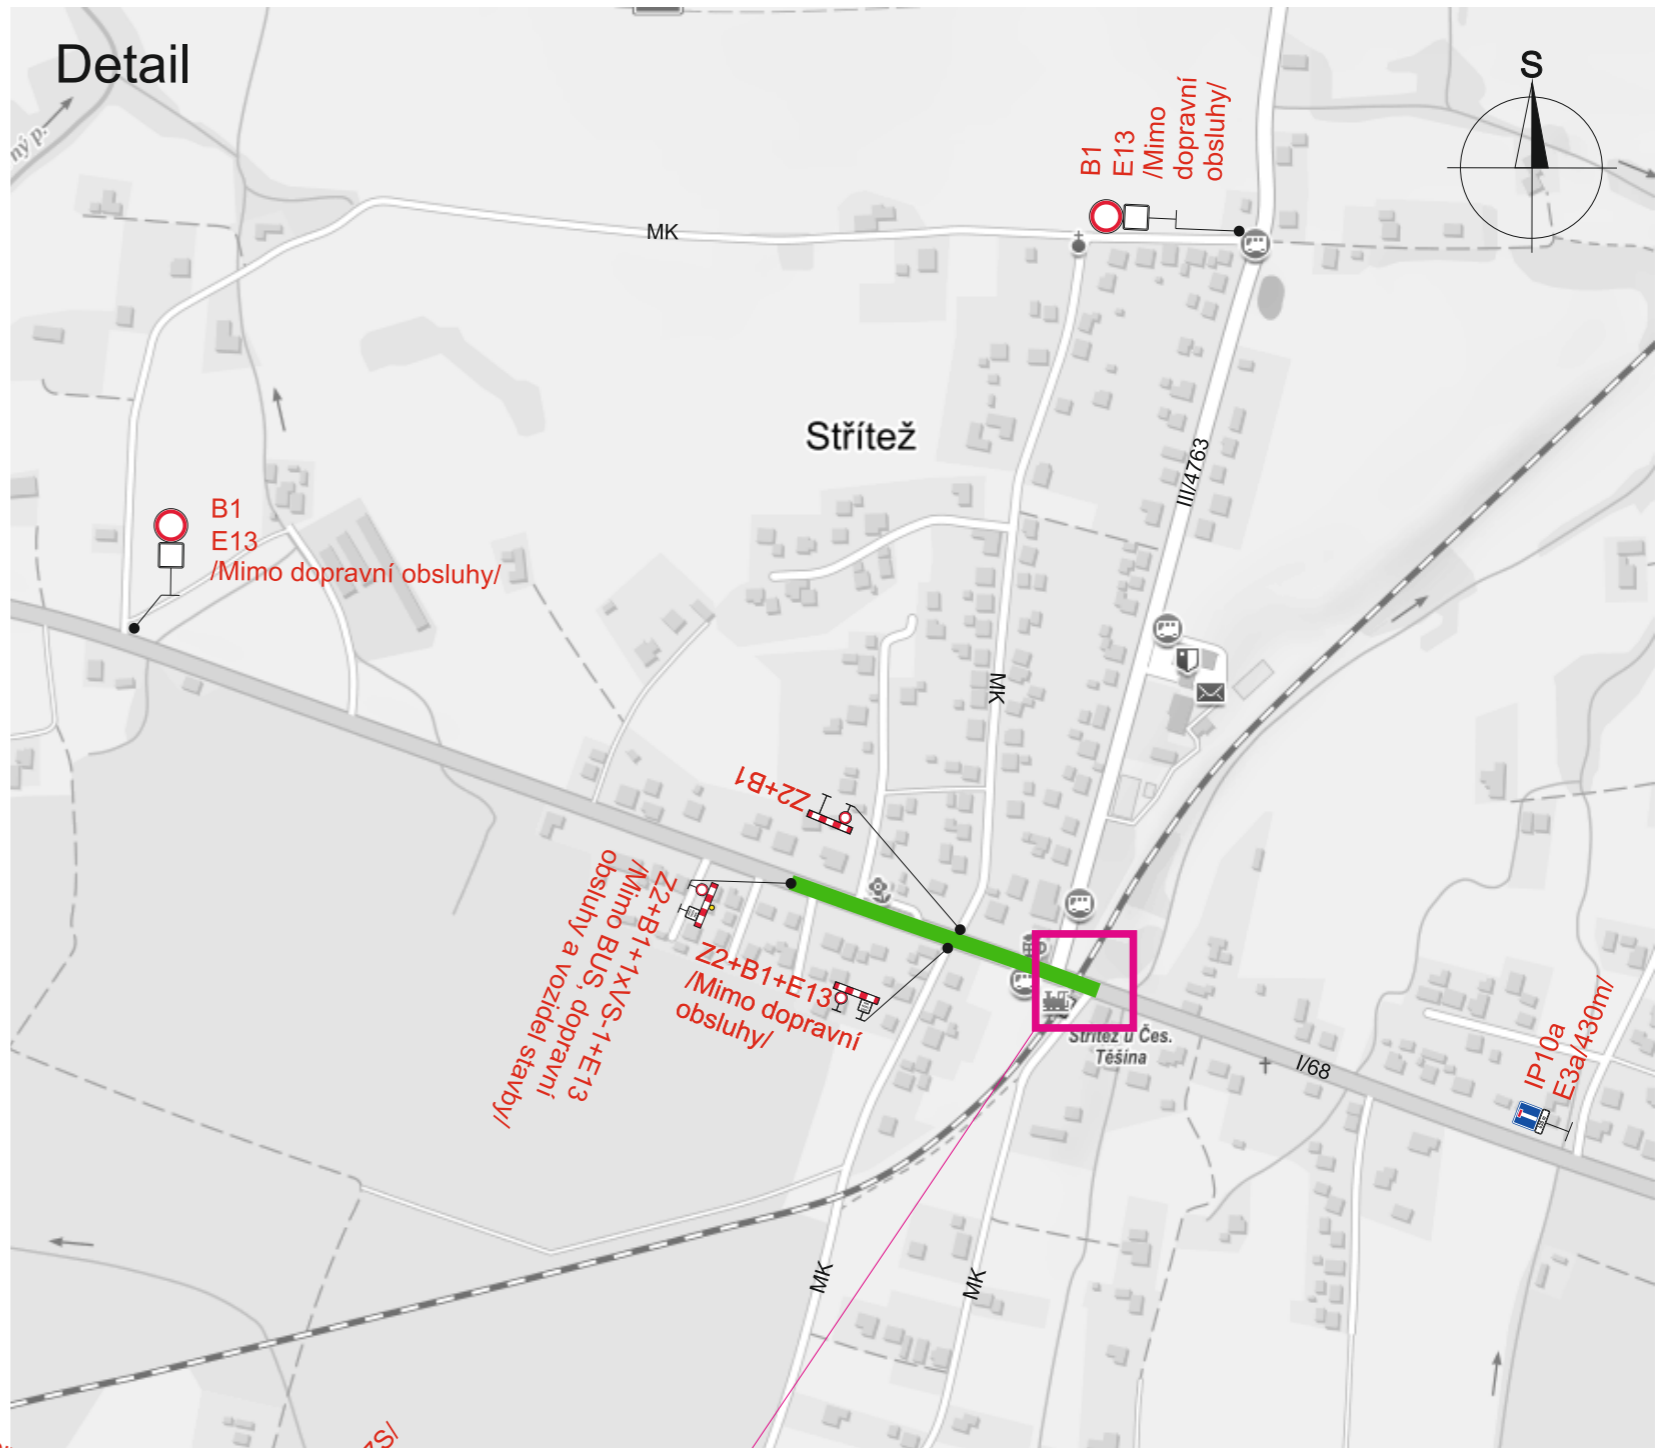 Detail
S
ný p.
B1
E13
/Mimo
dopravní
obsluhy/
MK
Střítež
III/4763
B1
E13
/Mimo dopravní obsluhy/
MK
Z2+B1
Z2+B1+1xVS-1+E13
/Mimo BUS, dopravní
obsluhy a vozidel stavby/
Z2+B1+E13
/Mimo dopravní
obsluhy/
Střítež u Čes.
Těšína
I/68
IP10a
E3a/430m/
MK
MK